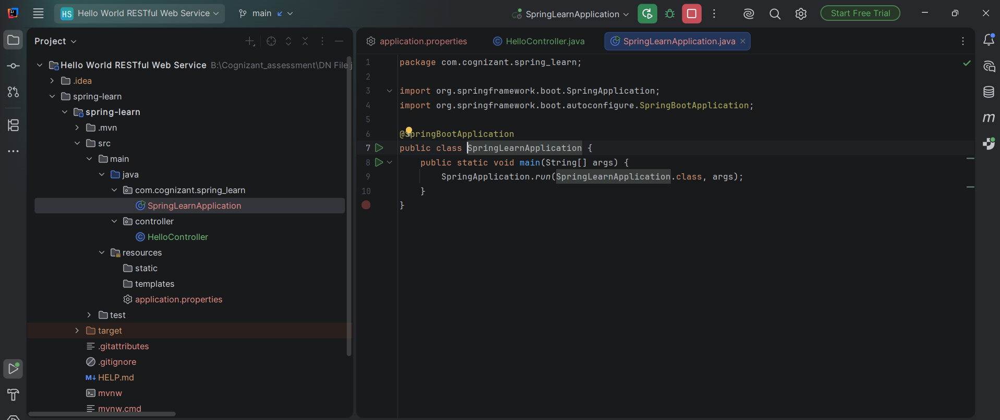 HS Hello World RESTful Web Service main SpringLearnApplication Start Free Trial
Project
Hello World RESTful Web Service B:\Cognizant_assessment\DN File j
.idea
spring-learn
spring-learn
.mvn
src
main
java
com.cognizant.spring_learn
SpringLearnApplication
controller
HelloController
resources
static
templates
application.properties
test
target
.gitattributes
.gitignore
M↓ HELP.md
mvnw
mvnw.cmd
application.properties HelloController.java SpringLearnApplication.java
1 package com.cognizant.spring_learn;
2
3 import org.springframework.boot.SpringApplication;
4 import org.springframework.boot.autoconfigure.SpringBootApplication;
5
6 @SpringBootApplication
7 public class SpringLearnApplication {
8 public static void main(String[] args) {
9 SpringApplication.run(SpringLearnApplication.class, args);
10 }
}